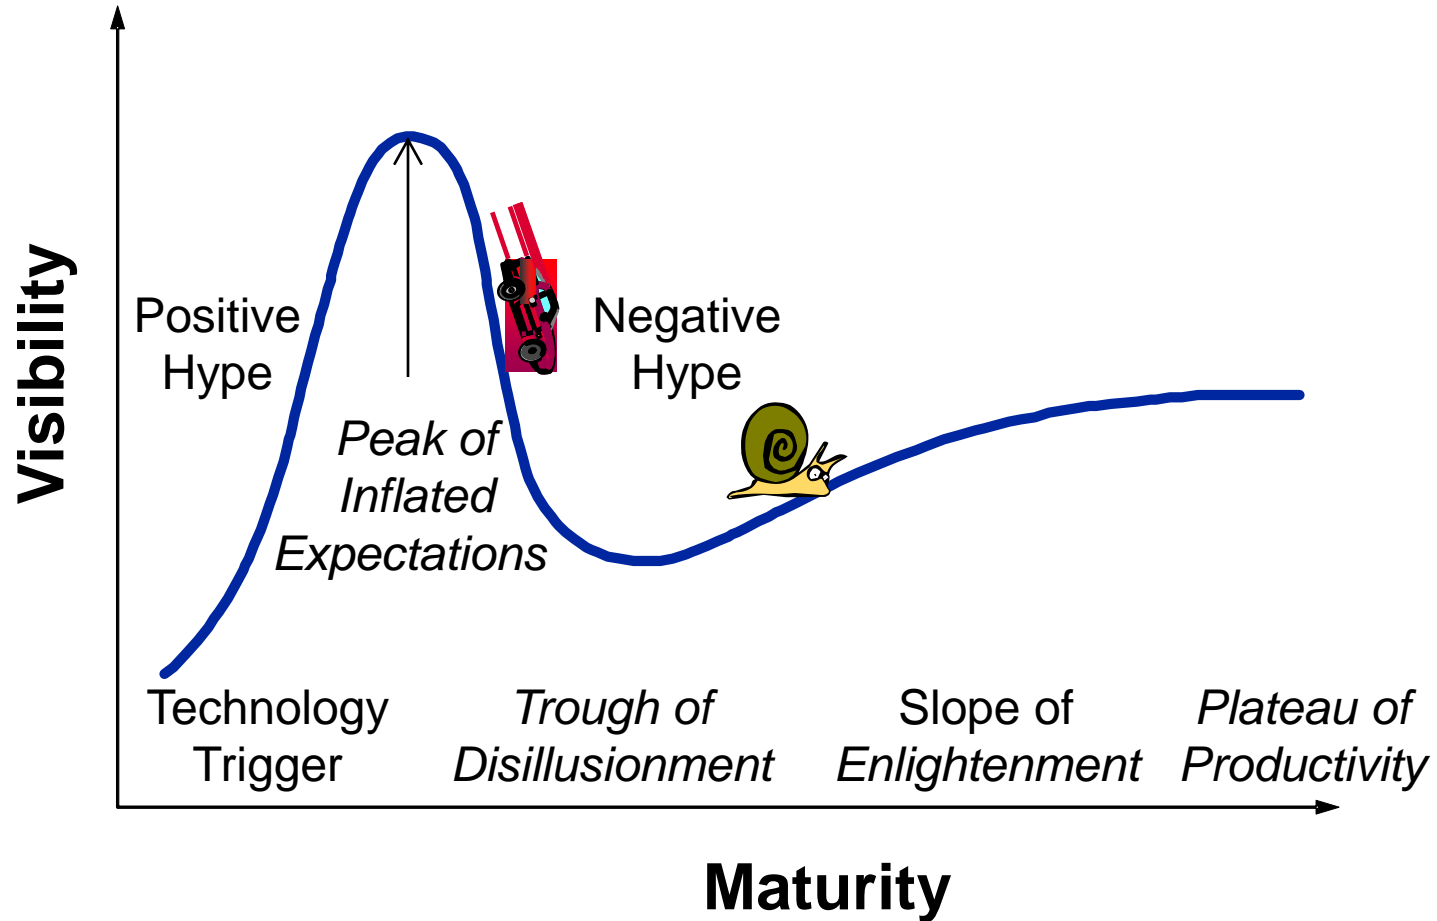 Visibility
Positive
Hype
Peak of
Inflated
Expectations
Negative
Hype
Technology
Trigger
Trough of
Disillusionment
Slope of
Enlightenment
Plateau of
Productivity
Maturity